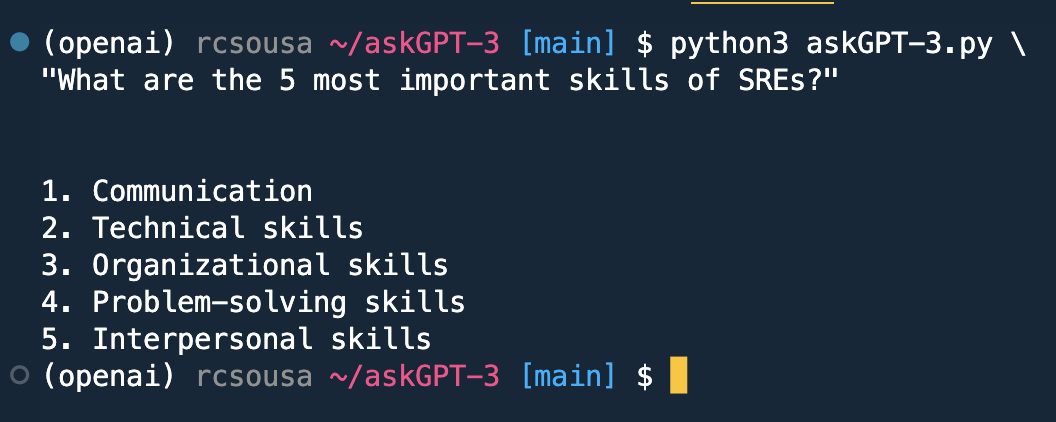 (openai) rcsousa ~/askGPT-3 [main] $ python3 askGPT-3.py \
"What are the 5 most important skills of SREs?"
1. Communication
2. Technical skills
3. Organizational skills
4. Problem-solving skills
5. Interpersonal skills
(openai) rcsousa ~/askGPT-3 [main] $